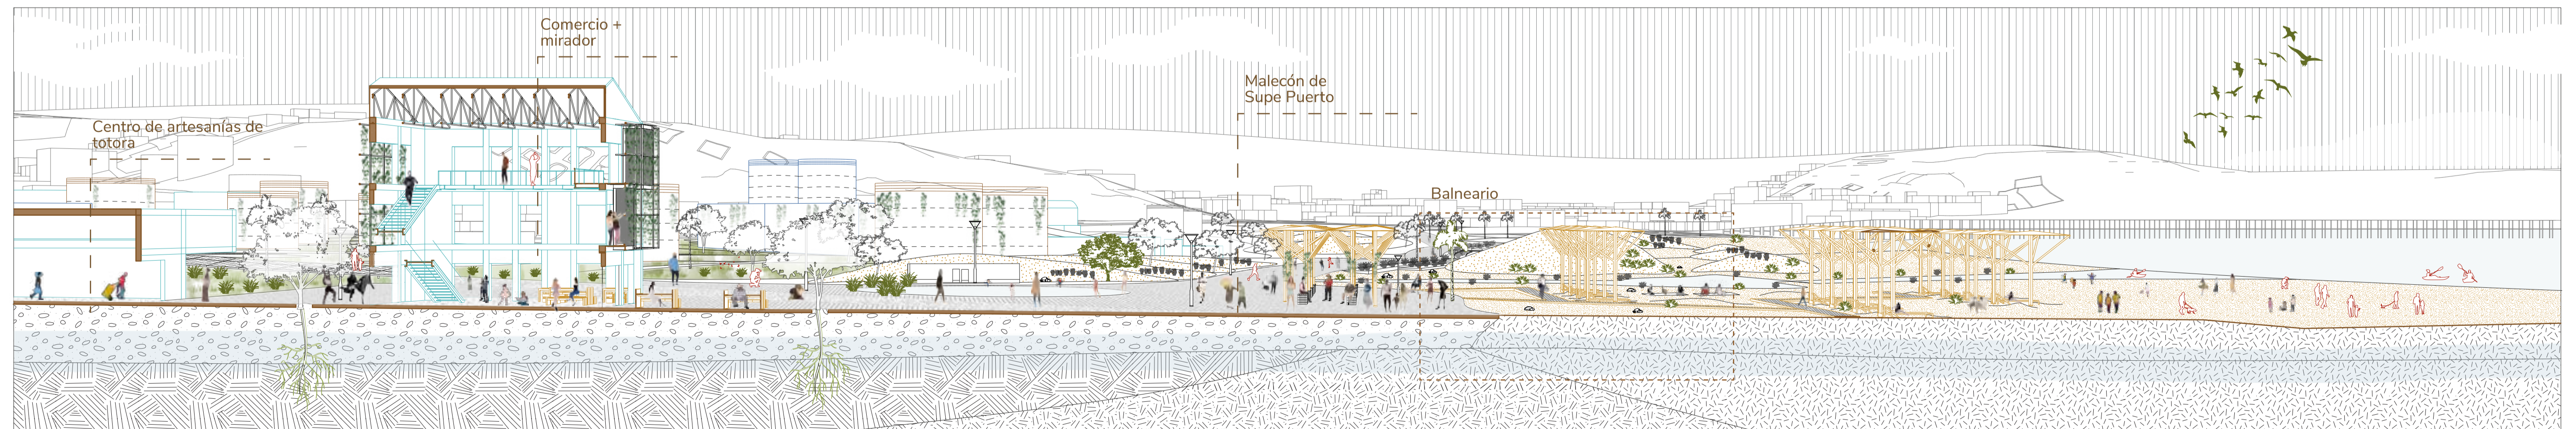 Comercio +
mirador
Centro de artesanías de
totora
Malecón de
Supe Puerto
Balneario